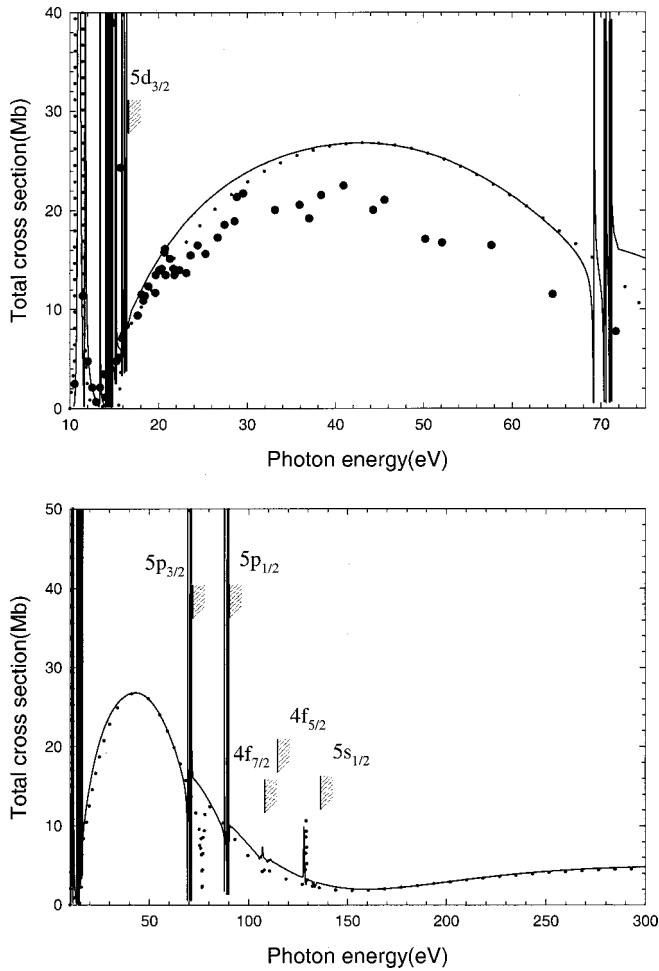 40
30
20
10
0
Total cross section(Mb)
5d3/2
10 20 30 40 50 60 70
Photon energy(eV)
50
40
30
20
10
0
Total cross section(Mb)
5p3/2 5p1/2
4f5/2
4f7/2 5s1/2
50 100 150 200 250 300
Photon energy(eV)